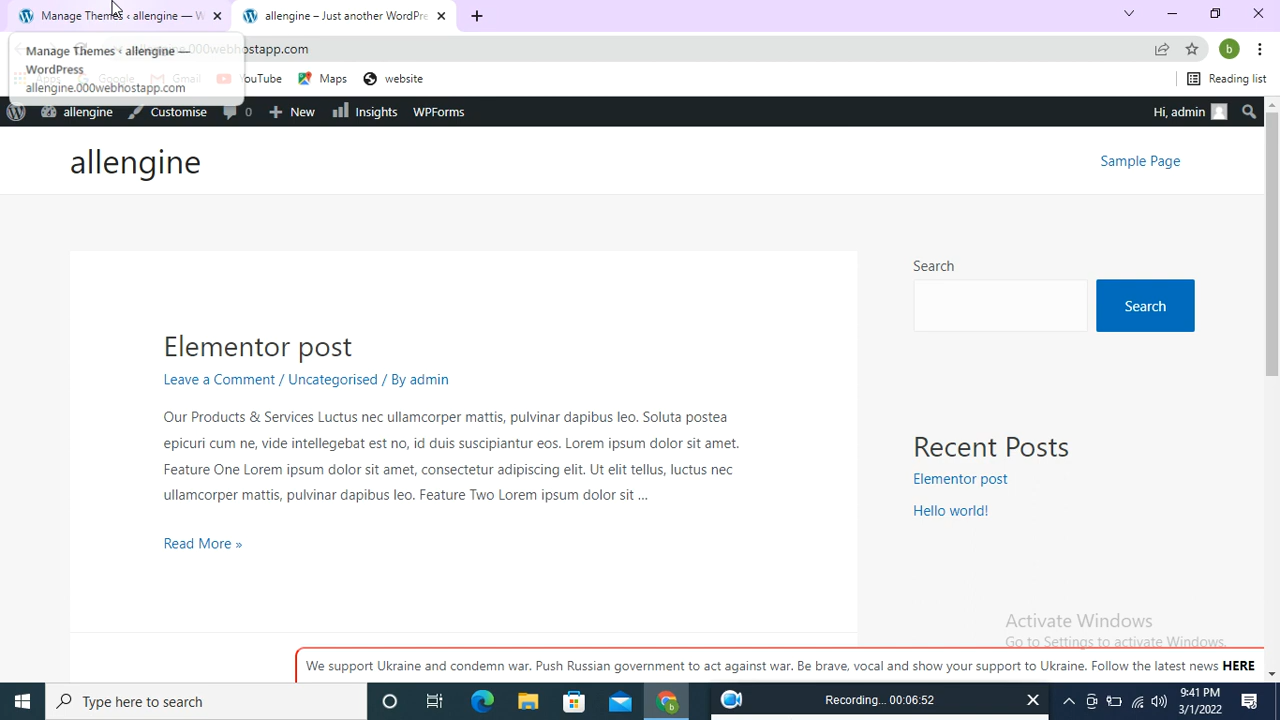 Manage Themes ‹ allengine — W
allengine – Just another WordPre
Manage Themes ‹ allengine —
WordPress
allengine.000webhostapp.com
000webhostapp.com
Apps Google Gmail YouTube Maps website
Reading list
b
allengine Customise 0 New Insights WPForms
Hi, admin
allengine
Sample Page
Elementor post
Leave a Comment / Uncategorised / By admin
Our Products & Services Luctus nec ullamcorper mattis, pulvinar dapibus leo. Soluta postea
epicuri cum ne, vide intellegebat est no, id duis suscipiantur eos. Lorem ipsum dolor sit amet.
Feature One Lorem ipsum dolor sit amet, consectetur adipiscing elit. Ut elit tellus, luctus nec
ullamcorper mattis, pulvinar dapibus leo. Feature Two Lorem ipsum dolor sit ...
Read More »
Search
Search
Recent Posts
Elementor post
Hello world!
Activate Windows
Go to Settings to activate Windows.
We support Ukraine and condemn war. Push Russian government to act against war. Be brave, vocal and show your support to Ukraine. Follow the latest news HERE
Type here to search
Recording... 00:06:52
9:41 PM
3/1/2022